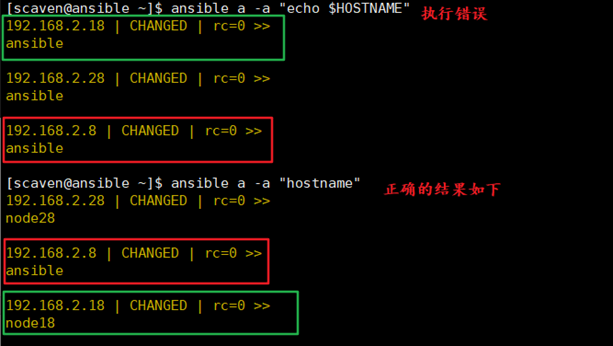 [scaven@ansible ~]$ ansible a -a "echo $HOSTNAME" 执行错误
192.168.2.18 | CHANGED | rc=0 >>
ansible
192.168.2.28 | CHANGED | rc=0 >>
ansible
192.168.2.8 | CHANGED | rc=0 >>
ansible
[scaven@ansible ~]$ ansible a -a "hostname" 正确的结果如下
192.168.2.28 | CHANGED | rc=0 >>
node28
192.168.2.8 | CHANGED | rc=0 >>
ansible
192.168.2.18 | CHANGED | rc=0 >>
node18